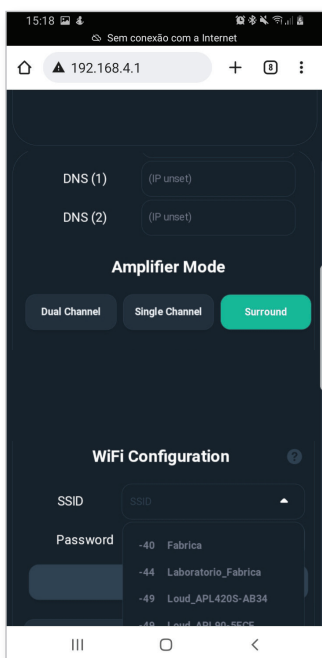 15:18
Sem conexão com a Internet
192.168.4.1
8
DNS (1)
(IP unset)
DNS (2)
(IP unset)
Amplifier Mode
Dual Channel
Single Channel
Surround
WiFi Configuration
?
SSID
SSID
Password
-40 Fabrica
-44 Laboratorio_Fabrica
-49 Loud_APL420S-AB34